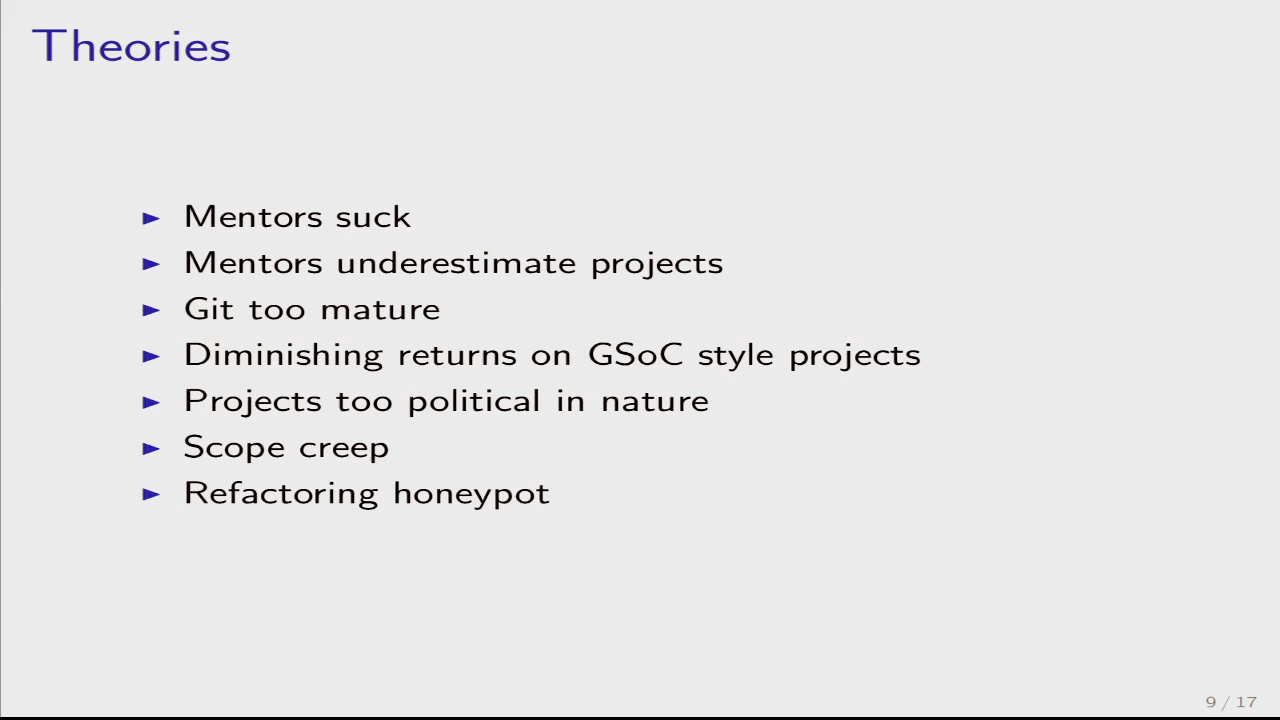 Theories
Mentors suck
Mentors underestimate projects
Git too mature
Diminishing returns on GSoC style projects
Projects too political in nature
Scope creep
Refactoring honeypot
9 / 17